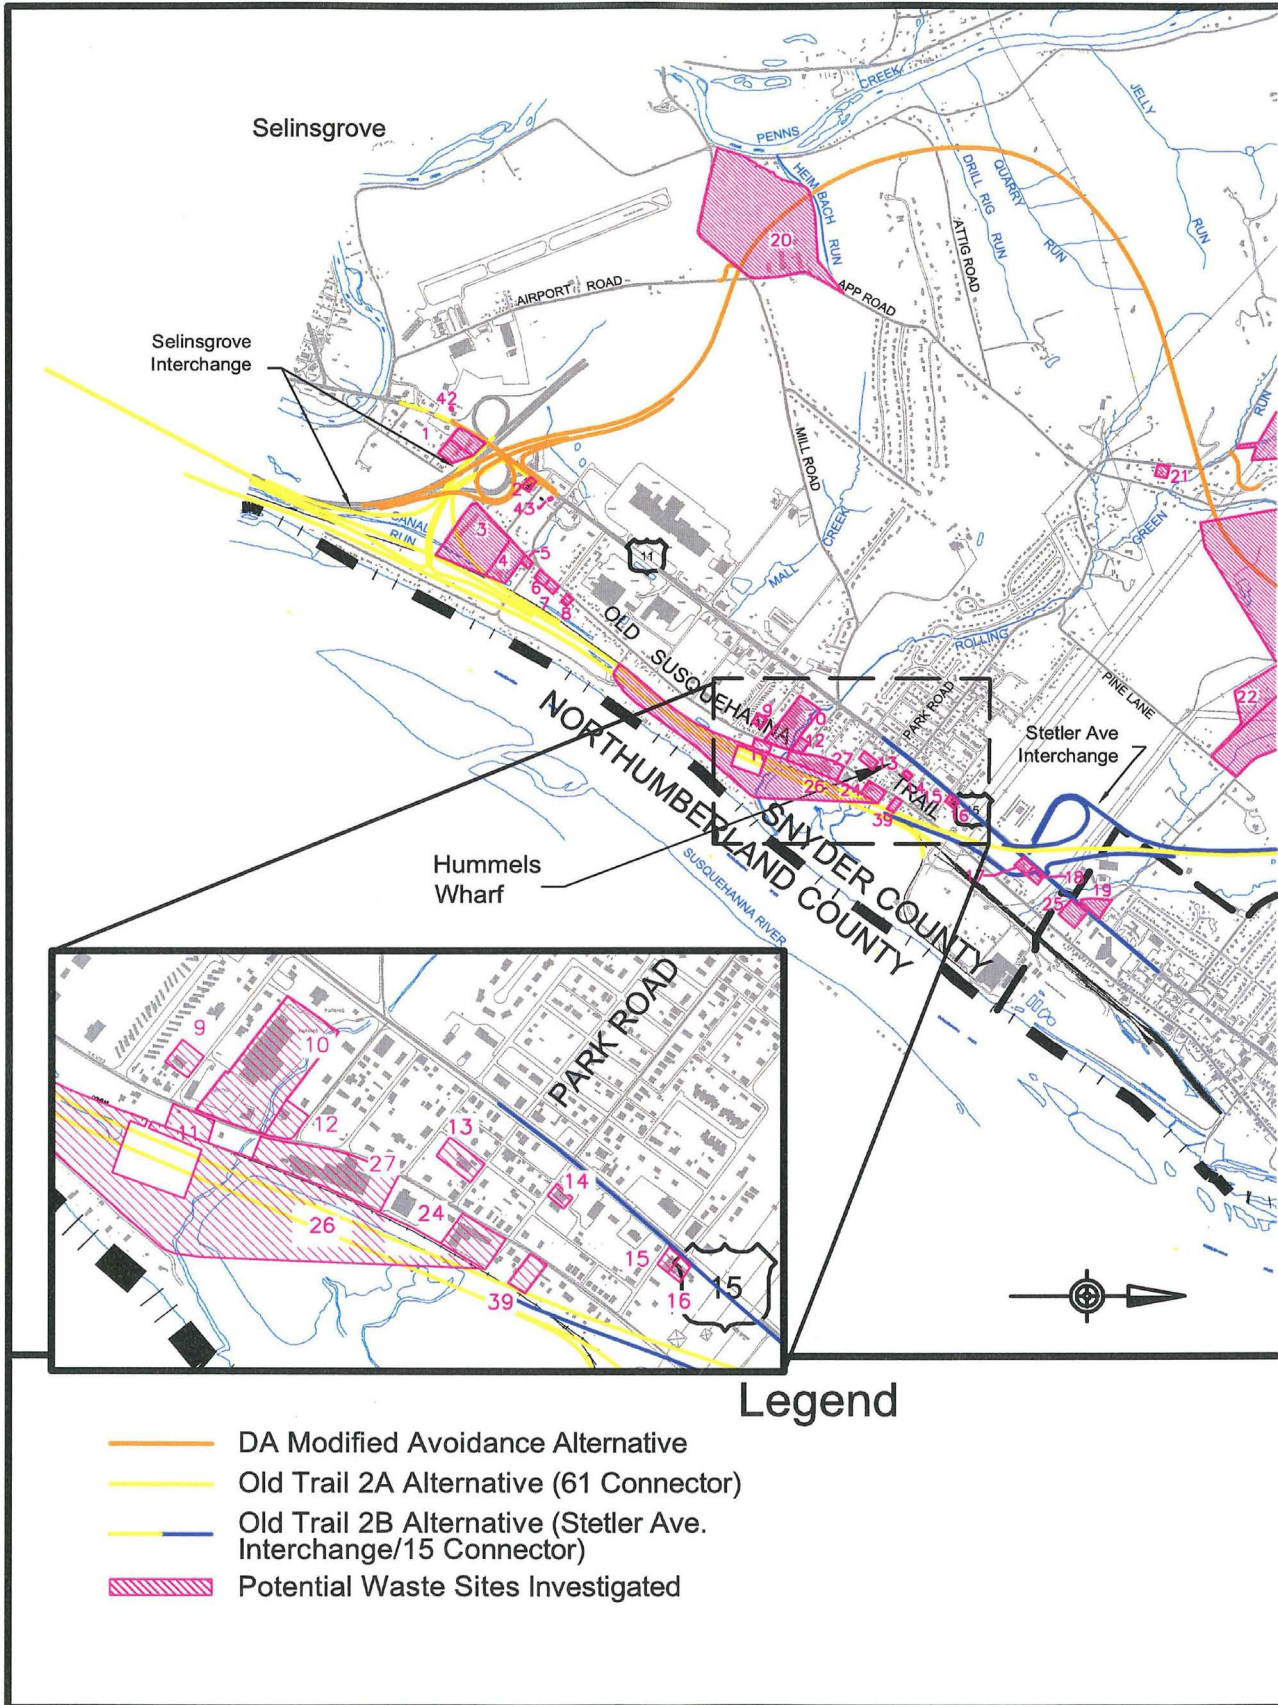 Selinsgrove
CREEK
PENNS
JELLY
RUN
HEIMBACH
RUN
DRILL RIG
RUN
QUARRY
RUN
ATTIG ROAD
20
AIRPORT ROAD
APP ROAD
Selinsgrove
Interchange
42
1
MILL ROAD
RUN
21
2
43
CANAL
RUN
3
4
5
6
7
8
11
MALL
CREEK
GREEN
ROLLING
OLD
SUSQUEHANNA
TRAIL
PARK ROAD
PINE LANE
22
9
10
12
27
13
14
15
16
26
24
39
Stetler Ave
Interchange
NORTHUMBERLAND COUNTY
SNYDER COUNTY
Hummels
Wharf
SUSQUEHANNA RIVER
17
18
19
25
PARK ROAD
9
10
11
12
13
27
14
24
26
15
15
39
16
Legend
DA Modified Avoidance Alternative
Old Trail 2A Alternative (61 Connector)
Old Trail 2B Alternative (Stetler Ave.
Interchange/15 Connector)
Potential Waste Sites Investigated